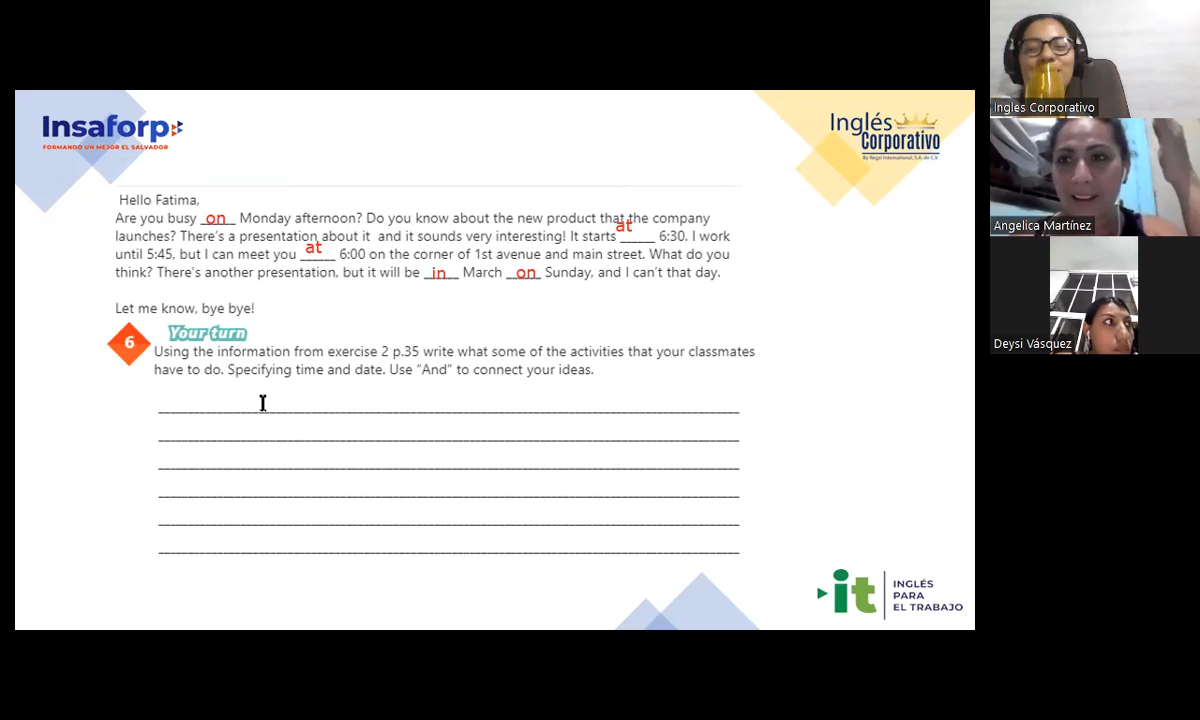 Insaforp
FORMANDO UN MEJOR EL SALVADOR
Inglés
Corporativo
By Regal International, S.A. de C.V.
Hello Fatima,
Are you busy on Monday afternoon? Do you know about the new product that the company
launches? There's a presentation about it and it sounds very interesting! It starts at 6:30. I work
until 5:45, but I can meet you at 6:00 on the corner of 1st avenue and main street. What do you
think? There's another presentation, but it will be in March on Sunday, and I can't that day.
Let me know, bye bye!
6 Your turn
Using the information from exercise 2 p.35 write what some of the activities that your classmates
have to do. Specifying time and date. Use “And” to connect your ideas.
it
INGLÉS
PARA
EL TRABAJO
Ingles Corporativo
Angelica Martínez
Deysi Vásquez